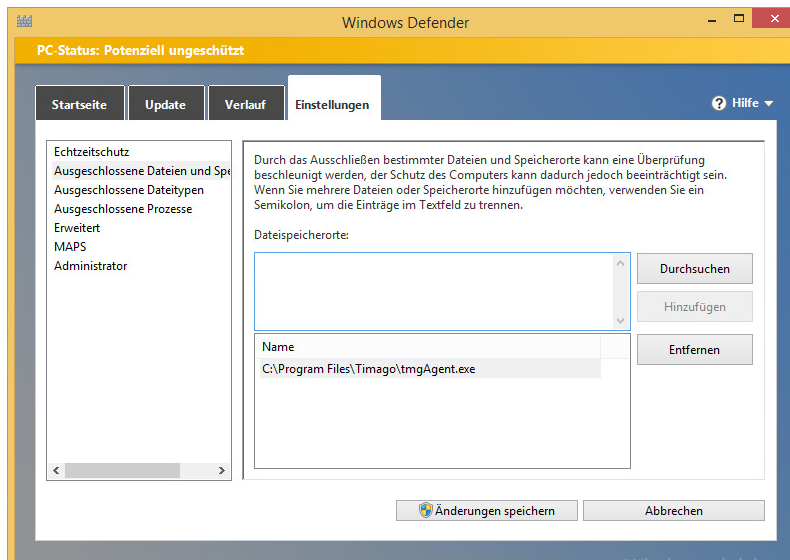 Windows Defender
PC-Status: Potenziell ungeschützt
Startseite
Update
Verlauf
Einstellungen
Hilfe
Echtzeitschutz
Ausgeschlossene Dateien und Spe
Ausgeschlossene Dateitypen
Ausgeschlossene Prozesse
Erweitert
MAPS
Administrator
Durch das Ausschließen bestimmter Dateien und Speicherorte kann eine Überprüfung
beschleunigt werden, der Schutz des Computers kann dadurch jedoch beeinträchtigt sein.
Wenn Sie mehrere Dateien oder Speicherorte hinzufügen möchten, verwenden Sie ein
Semikolon, um die Einträge im Textfeld zu trennen.
Dateispeicherorte:
Durchsuchen
Hinzufügen
Name
Entfernen
C:\Program Files\Timago\tmgAgent.exe
Änderungen speichern
Abbrechen